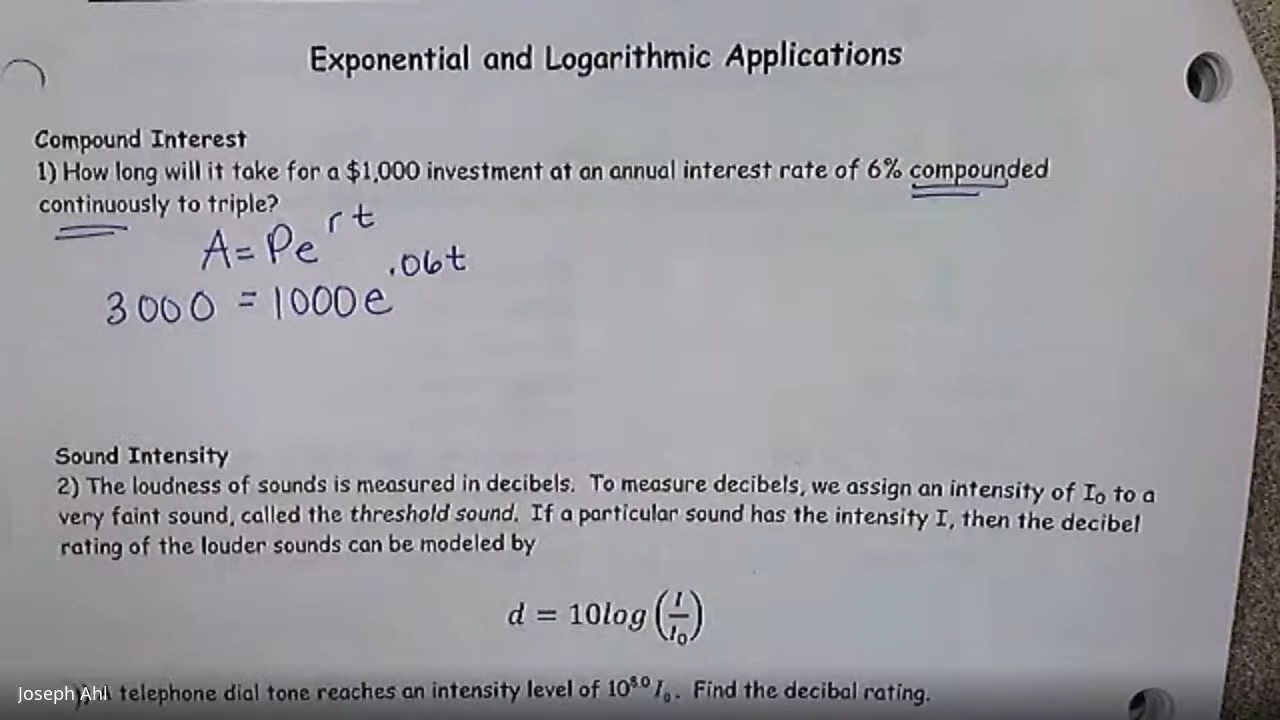 Exponential and Logarithmic Applications
Compound Interest
1) How long will it take for a $1,000 investment at an annual interest rate of 6% compounded
continuously to triple?
A = Pe^{rt}
3000 = 1000e^{.06t}
Sound Intensity
2) The loudness of sounds is measured in decibels. To measure decibels, we assign an intensity of I₀ to a
very faint sound, called the threshold sound. If a particular sound has the intensity I, then the decibel
rating of the louder sounds can be modeled by
d = 10log(I/I₀)
telephone dial tone reaches an intensity level of 10^{8.0} I₀. Find the decibal rating.
Joseph Ahl